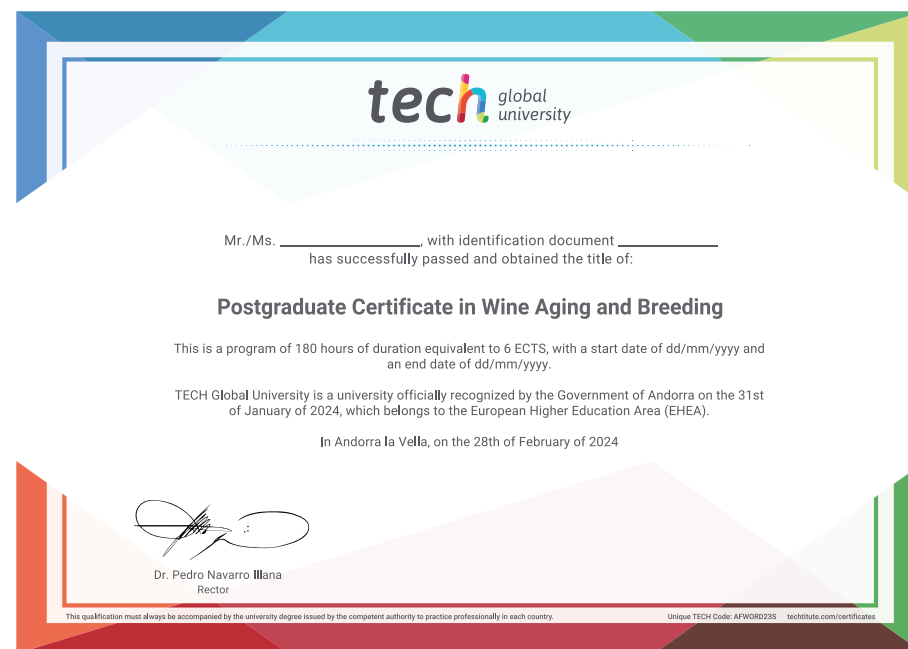 tech global university
Mr./Ms. ____________, with identification document ____________
has successfully passed and obtained the title of:
Postgraduate Certificate in Wine Aging and Breeding
This is a program of 180 hours of duration equivalent to 6 ECTS, with a start date of dd/mm/yyyy and
an end date of dd/mm/yyyy.
TECH Global University is a university officially recognized by the Government of Andorra on the 31st
of January of 2024, which belongs to the European Higher Education Area (EHEA).
In Andorra la Vella, on the 28th of February of 2024
Dr. Pedro Navarro Illana
Rector
This qualification must always be accompanied by the university degree issued by the competent authority to practice professionally in each country.
Unique TECH Code: AFWORD23S techtitute.com/certificates